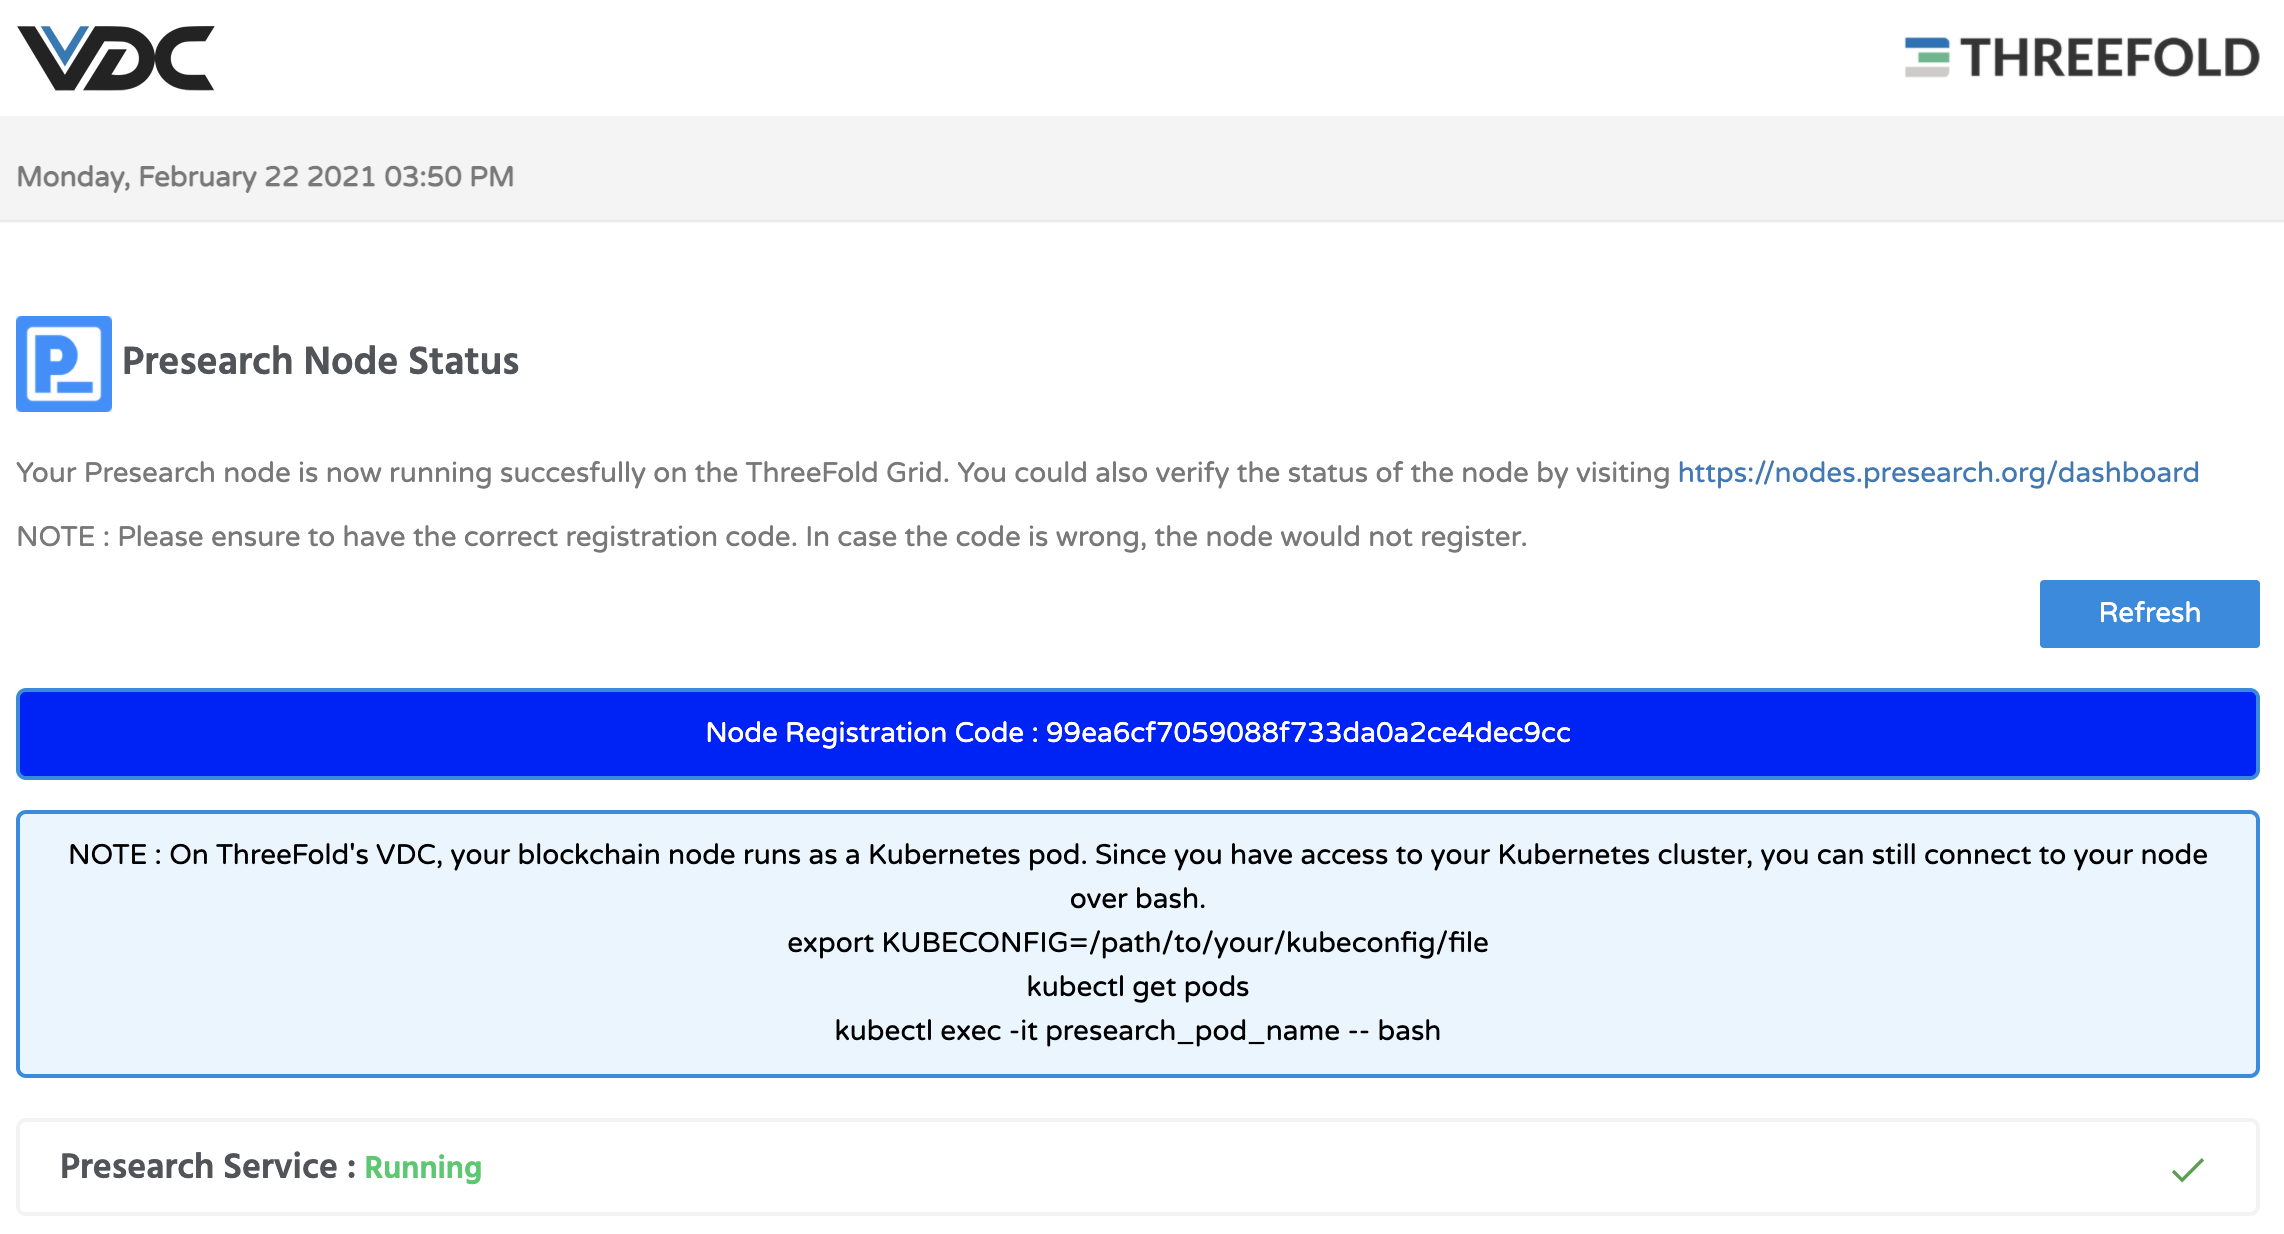 VDC
THREEFOLD
Monday, February 22 2021 03:50 PM
Presearch Node Status
Your Presearch node is now running succesfully on the ThreeFold Grid. You could also verify the status of the node by visiting https://nodes.presearch.org/dashboard
NOTE : Please ensure to have the correct registration code. In case the code is wrong, the node would not register.
Refresh
Node Registration Code : 99ea6cf7059088f733da0a2ce4dec9cc
NOTE : On ThreeFold's VDC, your blockchain node runs as a Kubernetes pod. Since you have access to your Kubernetes cluster, you can still connect to your node
over bash.
export KUBECONFIG=/path/to/your/kubeconfig/file
kubectl get pods
kubectl exec -it presearch_pod_name -- bash
Presearch Service : Running